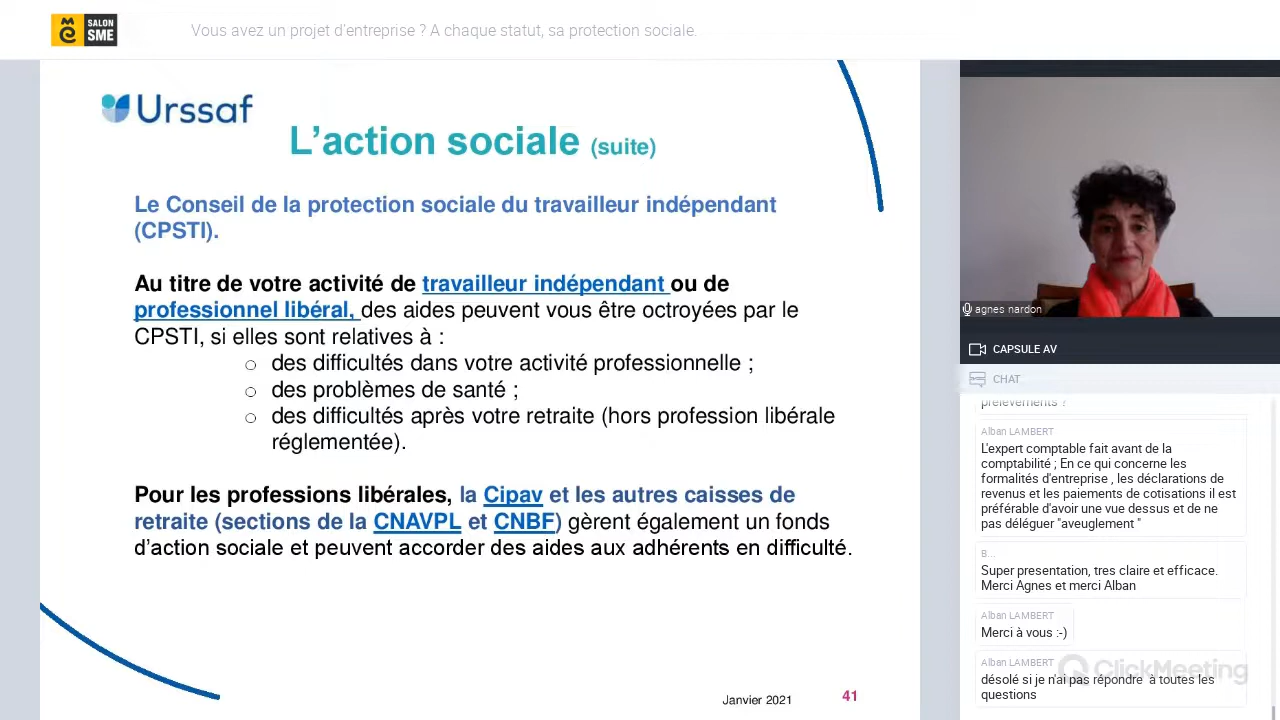 SALON
SME
Vous avez un projet d'entreprise ? A chaque statut, sa protection sociale.
Urssaf
L'action sociale (suite)
Le Conseil de la protection sociale du travailleur indépendant
(CPSTI).
Au titre de votre activité de travailleur indépendant ou de
professionnel libéral, des aides peuvent vous être octroyées par le
CPSTI, si elles sont relatives à :
o des difficultés dans votre activité professionnelle ;
o des problèmes de santé ;
o des difficultés après votre retraite (hors profession libérale
réglementée).
Pour les professions libérales, la Cipav et les autres caisses de
retraite (sections de la CNAVPL et CNBF) gèrent également un fonds
d'action sociale et peuvent accorder des aides aux adhérents en difficulté.
Janvier 2021
41
agnes nardon
CAPSULE AV
CHAT
prélèvements ?
Alban LAMBERT
L'expert comptable fait avant de la
comptabilité ; En ce qui concerne les
formalités d'entreprise , les déclarations de
revenus et les paiements de cotisations il est
préférable d'avoir une vue dessus et de ne
pas déléguer "aveuglement "
B...
Super presentation, tres claire et efficace.
Merci Agnes et merci Alban
Alban LAMBERT
Merci à vous :-)
Alban LAMBERT
désolé si je n'ai pas répondre à toutes les
questions
ClickMeeting